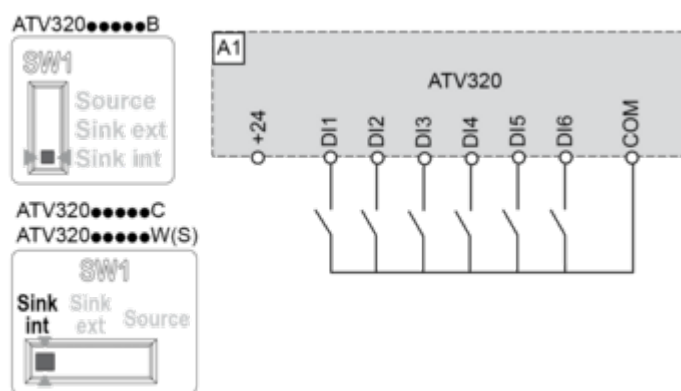 ATV320●●●●●B
SW1
Source
Sink ext
Sink int
ATV320●●●●●C
ATV320●●●●●W(S)
SW1
Sink int
Sink ext
Source
A1
ATV320
+24
DI1
DI2
DI3
DI4
DI5
DI6
COM